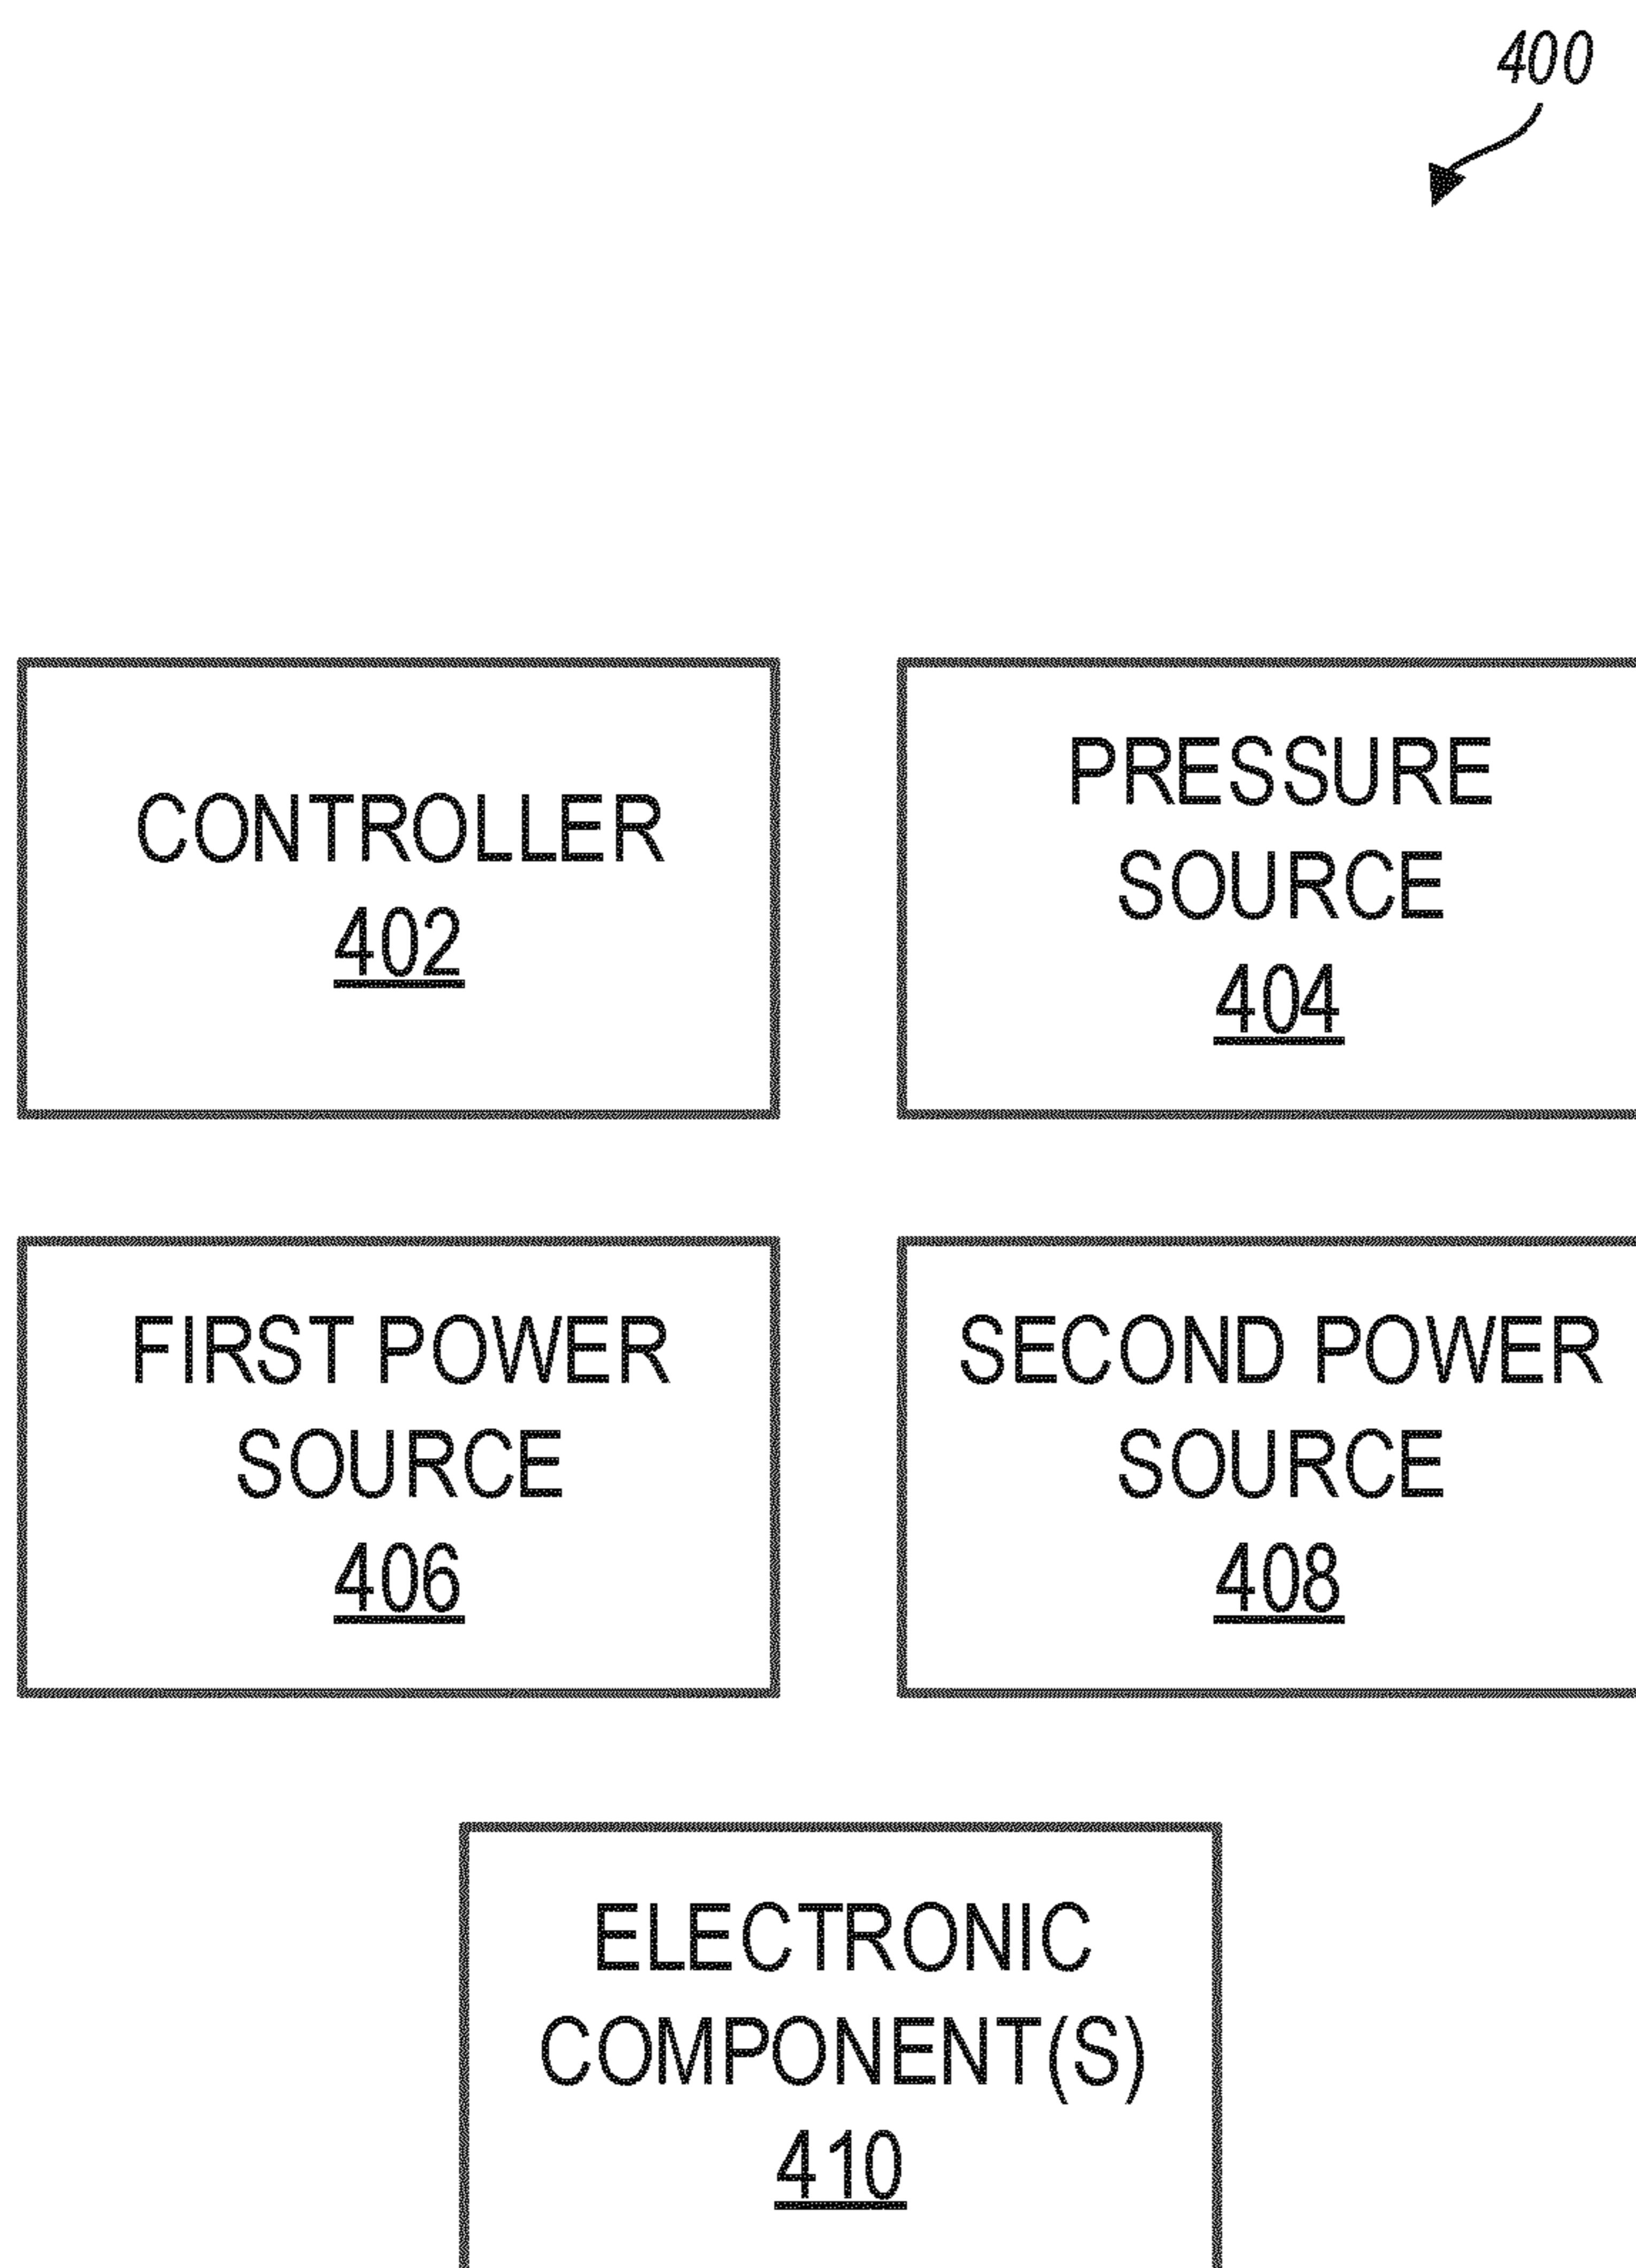 400
CONTROLLER
402
PRESSURE
SOURCE
404
FIRST POWER
SOURCE
406
SECOND POWER
SOURCE
408
ELECTRONIC
COMPONENT(S)
410